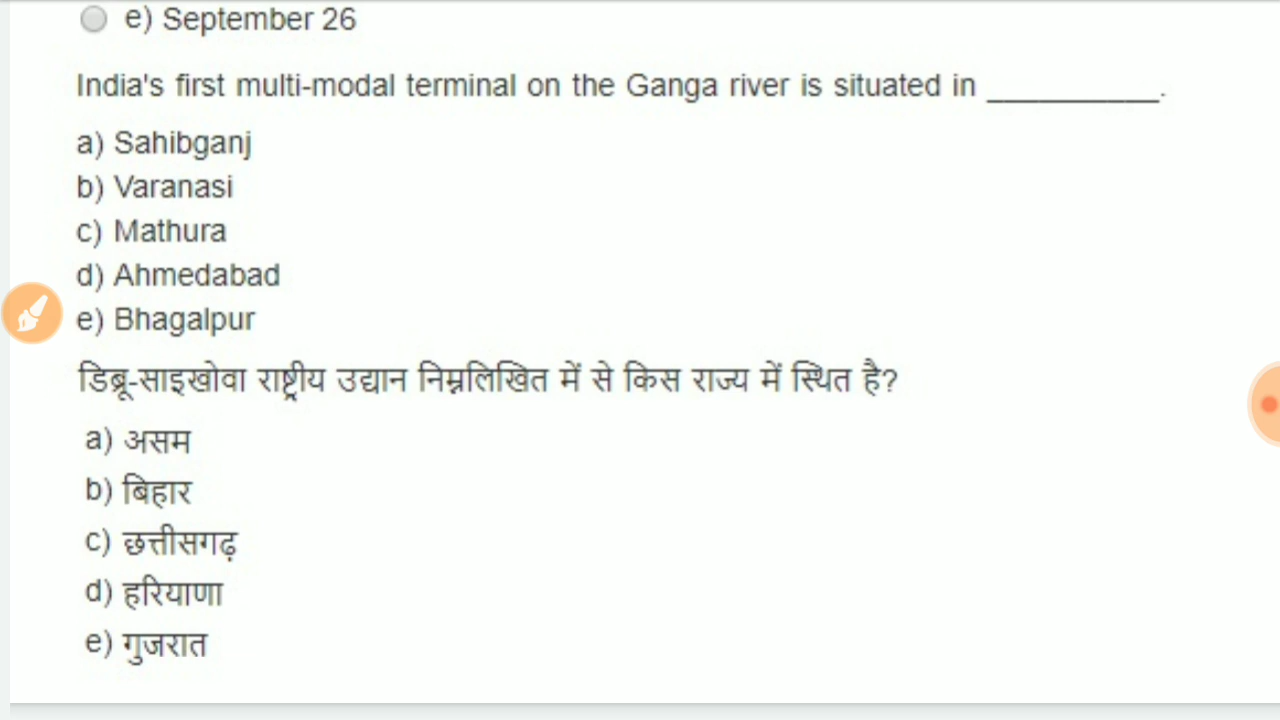 e) September 26
India's first multi-modal terminal on the Ganga river is situated in __________.
a) Sahibganj
b) Varanasi
c) Mathura
d) Ahmedabad
e) Bhagalpur
डिब्रू-साइखोवा राष्ट्रीय उद्यान निम्नलिखित में से किस राज्य में स्थित है?
a) असम
b) बिहार
c) छत्तीसगढ़
d) हरियाणा
e) गुजरात